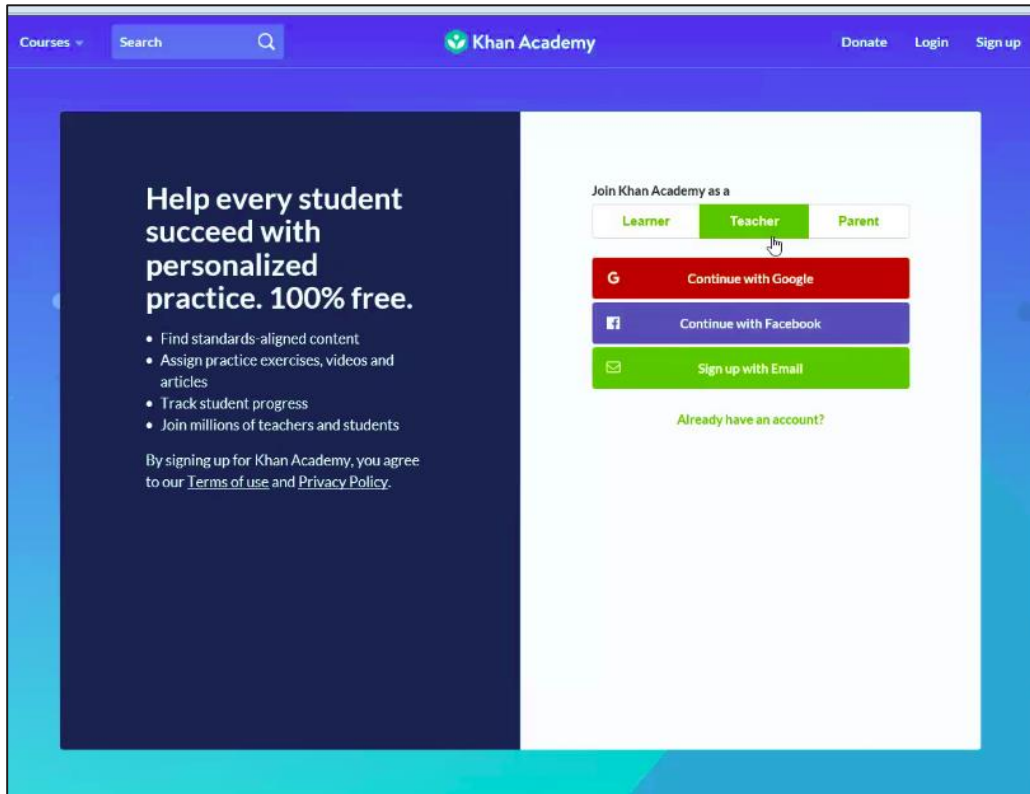 Courses
Search
Khan Academy
Donate
Login
Sign up
Help every student
succeed with
personalized
practice. 100% free.
• Find standards-aligned content
• Assign practice exercises, videos and
articles
• Track student progress
• Join millions of teachers and students
By signing up for Khan Academy, you agree
to our Terms of use and Privacy Policy.
Join Khan Academy as a
Learner
Teacher
Parent
G Continue with Google
f Continue with Facebook
Sign up with Email
Already have an account?